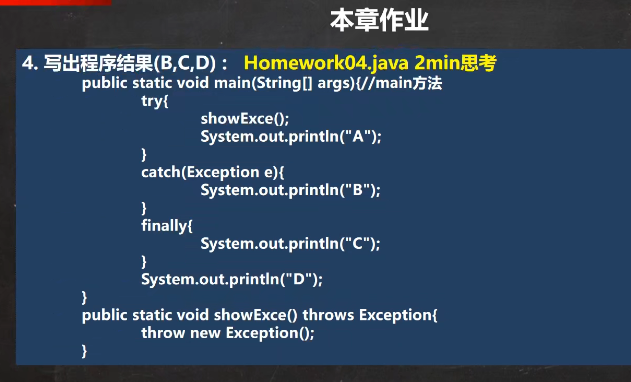 本章作业
4. 写出程序结果(B,C,D)： Homework04.java 2min思考
public static void main(String[] args){//main方法
try{
showExce();
System.out.println("A");
}
catch(Exception e){
System.out.println("B");
}
finally{
System.out.println("C");
}
System.out.println("D");
}
public static void showExce() throws Exception{
throw new Exception();
}